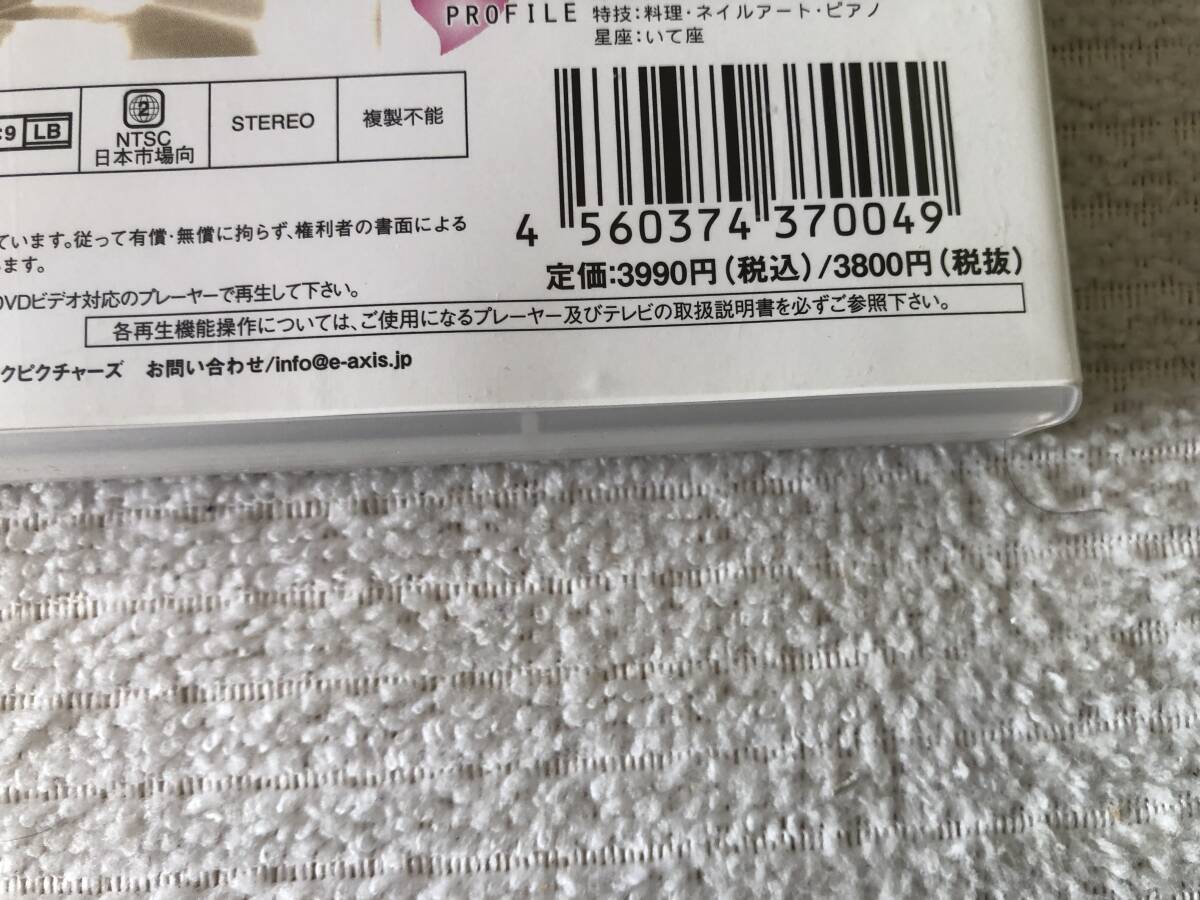 PROFILE 特技:料理・ネイルアート・ピアノ
星座:いて座
:9 LB
2
NTSC
日本市場向
STEREO
複製不能
4 560374 370049
ています。従って有償・無償に拘らず、権利者の書面による
います。
定価:3990円(税込)/3800円(税抜)
DVDビデオ対応のプレーヤーで再生して下さい。
各再生機能操作については、ご使用になるプレーヤー及びテレビの取扱説明書を必ずご参照下さい。
クピクチャーズ お問い合わせ/info@e-axis.jp